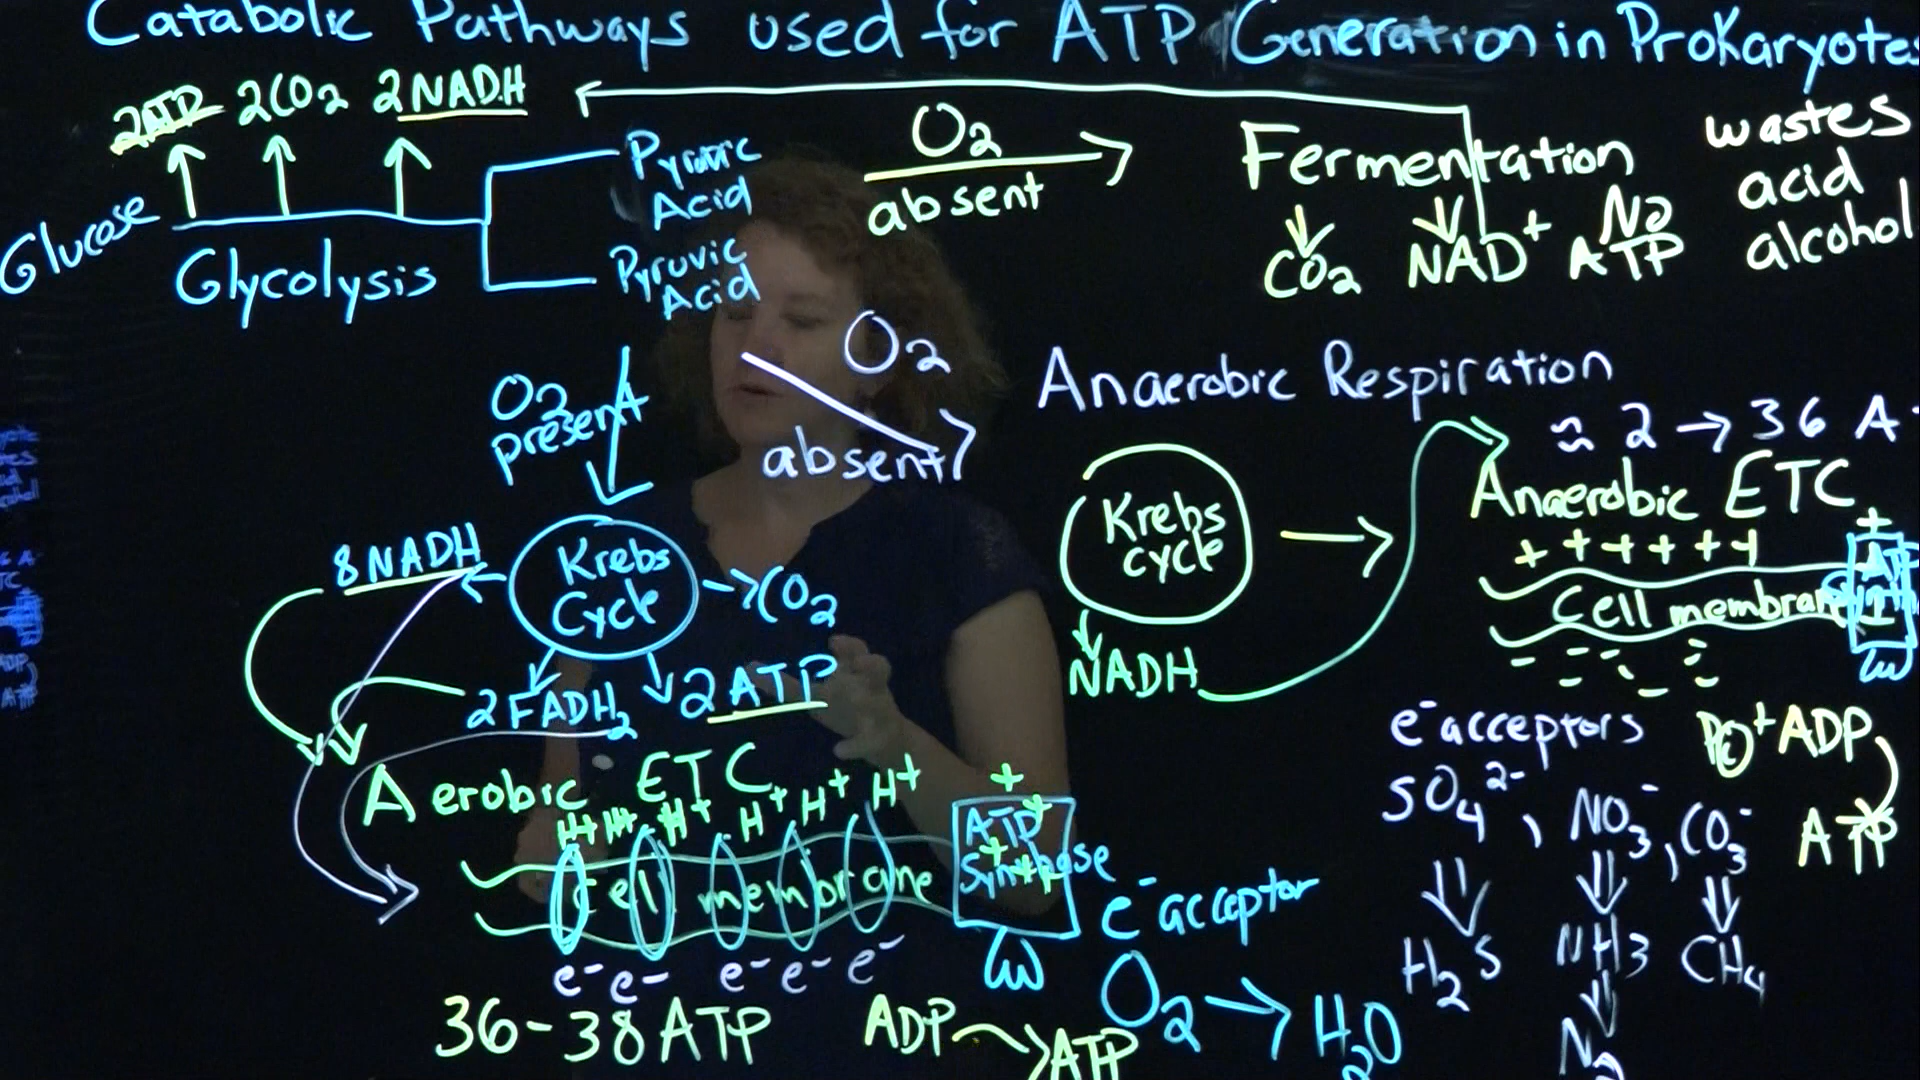 Catabolic Pathways used for ATP Generation in Prokaryotes
2ATP 2CO2 2NADH
Glucose
Glycolysis
Pyruvic
Acid
Pyruvic
Acid
O2
absent
Fermentation
CO2 NAD+ No
ATP
wastes
acid
alcohol
O2
present
O2
absent
Anaerobic Respiration
≈ 2 → 36 A
Krebs
cycle
NADH
Anaerobic ETC
+ + + + + +
+
Cell membrane
- - - - - -
8NADH
Krebs
Cycle
CO2
2FADH2
2ATP
Aerobic ETC
H+ H+ H+ H+ H+ H+
Cell membrane
+ +
+ + +
ATP
Synthase
e- e- e- e- e-
36-38 ATP
ADP → ATP
e- acceptor
O2 → H2O
e- acceptors
SO4 2-, NO3-, CO3-
H2S NH3 CH4
N2
+ ADP
ATP